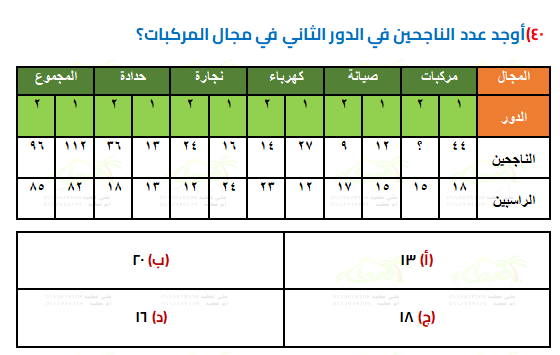 ٤٠)أوجد عدد الناجحين في الدور الثاني في مجال المركبات؟
المجال مركبات صيانة كهرباء نجارة حدادة المجموع
الدور ١ ٢ ١ ٢ ١ ٢ ١ ٢ ١ ٢ ١ ٢
الناجحين ٤٤ ؟ ١٢ ٩ ٢٧ ١٤ ١٦ ٢٤ ١٣ ٣٦ ١١٢ ٩٦
الراسبين ١٨ ١٥ ١٥ ١٧ ١٢ ٢٣ ٢٤ ١٢ ١٣ ١٨ ٨٢ ٨٥
(أ) ١٣ (ب) ٢٠
(ج) ١٨ (د) ١٦